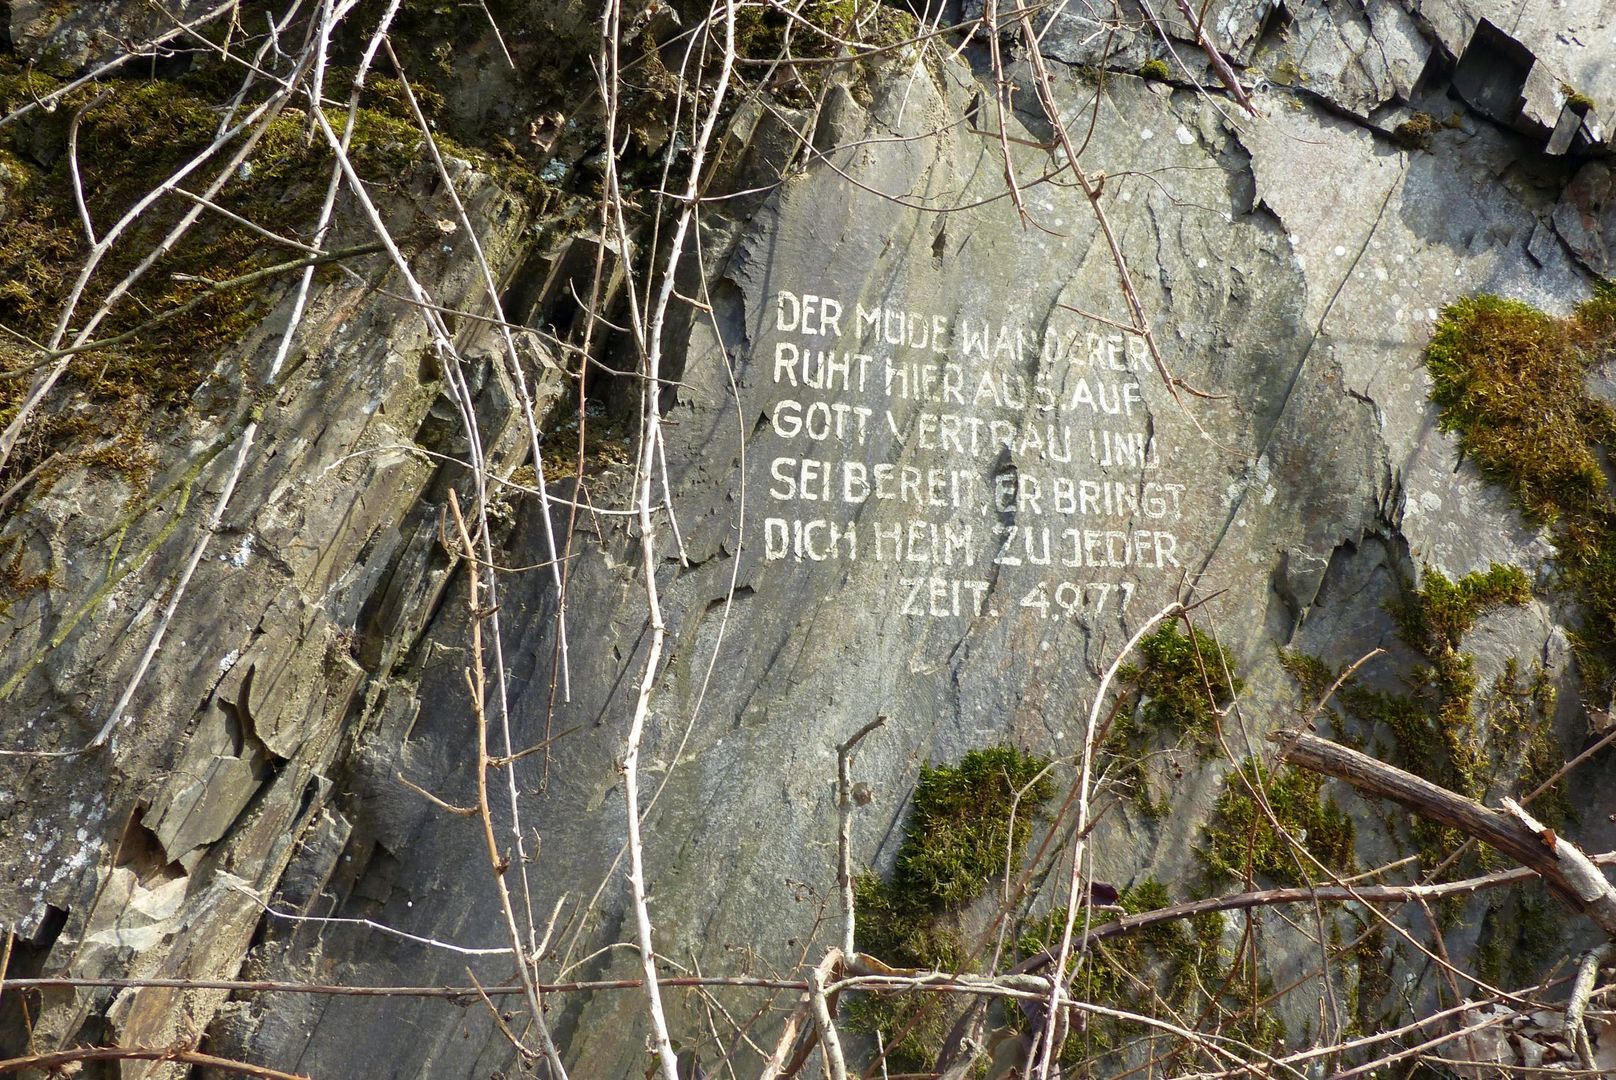 DER MÜDE WANDERER
RUHT HIER AUS. AUF
GOTT VERTRAU UND
SEI BEREIT, ER BRINGT
DICH HEIM ZU JEDER
ZEIT. 4.9.77